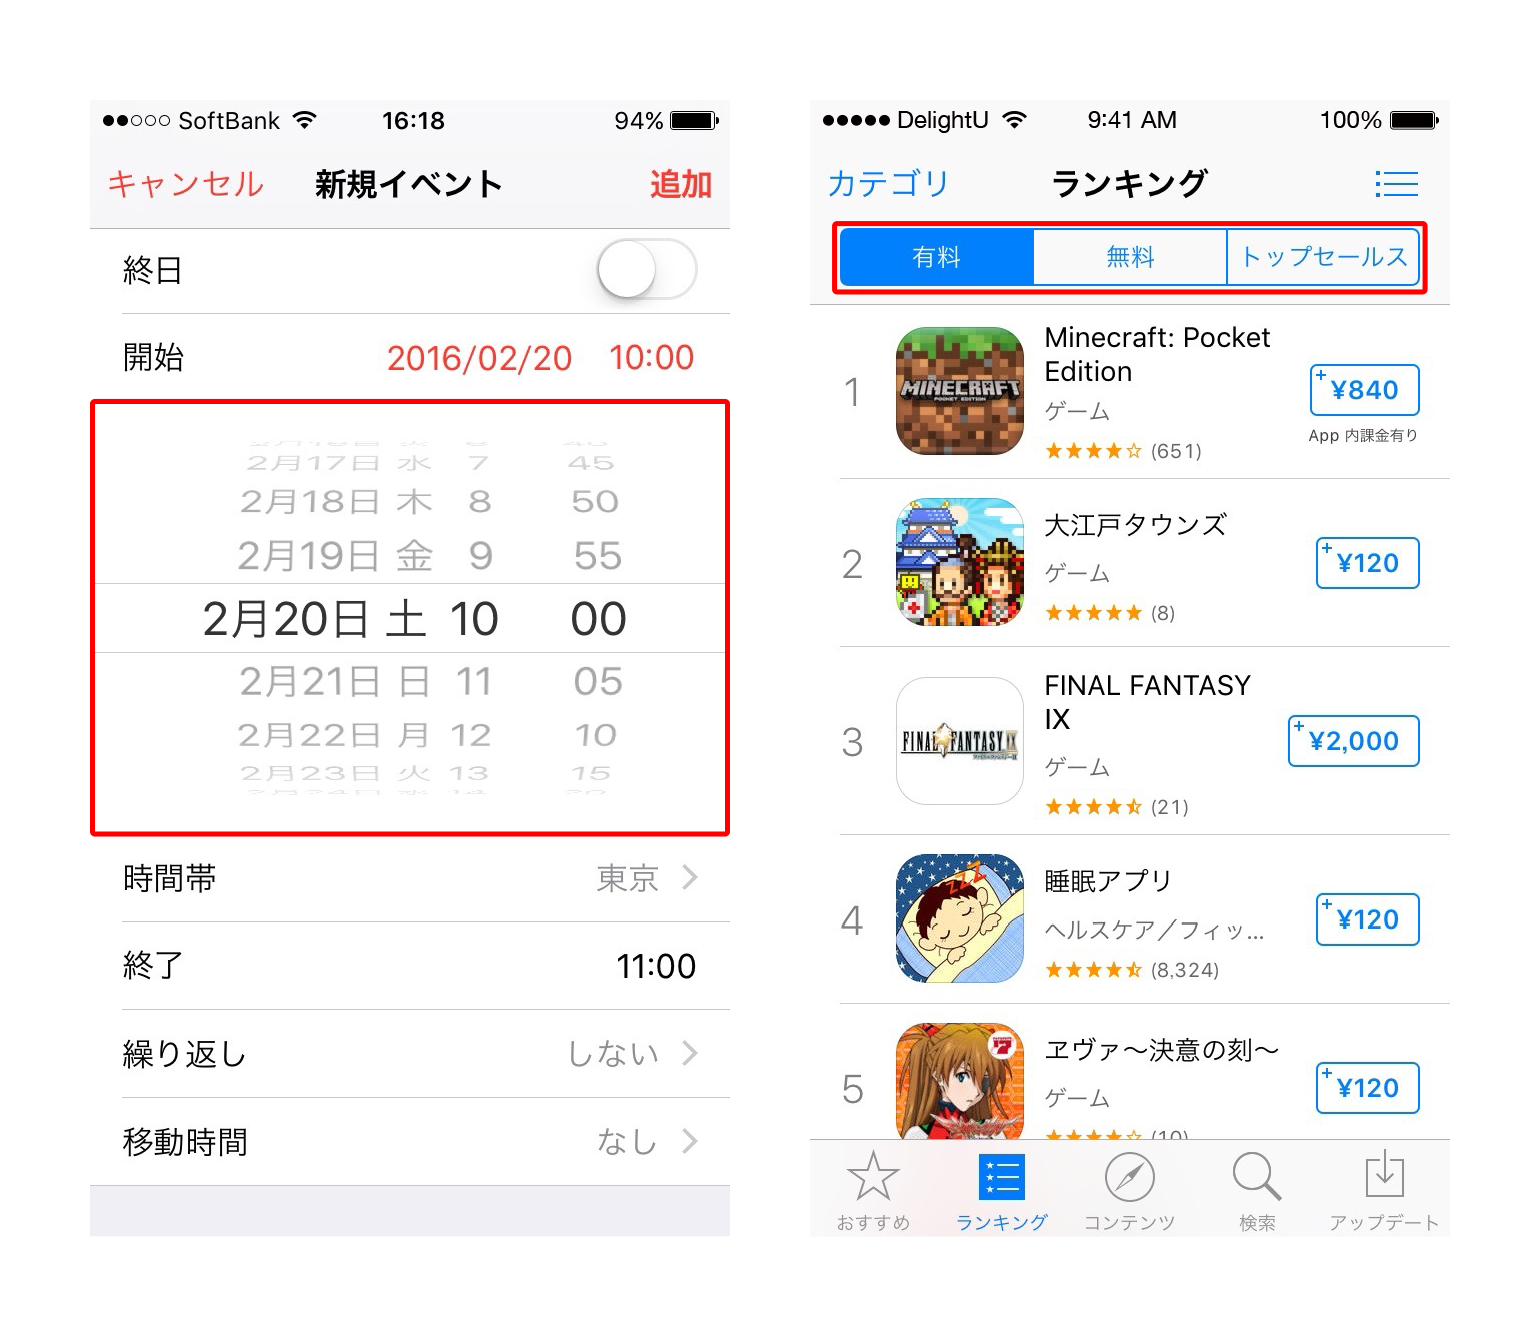 SoftBank 16:18 94%
キャンセル 新規イベント 追加
終日
開始 2016/02/20 10:00
2月17日 水 7 45
2月18日 木 8 50
2月19日 金 9 55
2月20日 土 10 00
2月21日 日 11 05
2月22日 月 12 10
2月23日 火 13 15
時間帯 東京
終了 11:00
繰り返し しない
移動時間 なし
DelightU 9:41 AM 100%
カテゴリ ランキング
有料 無料 トップセールス
1
MINECRAFT
POCKET EDITION
Minecraft: Pocket
Edition
ゲーム
(651)
+ ¥840
App 内課金有り
2
大江戸タウンズ
ゲーム
(8)
+ ¥120
3
FINAL FANTASY IX
FINAL FANTASY
IX
ゲーム
(21)
+ ¥2,000
4
ZZZ
睡眠アプリ
ヘルスケア／フィッ...
(8,324)
+ ¥120
5
7
ヱヴァ〜決意の刻〜
ゲーム
(10)
+ ¥120
おすすめ ランキング コンテンツ 検索 アップデート